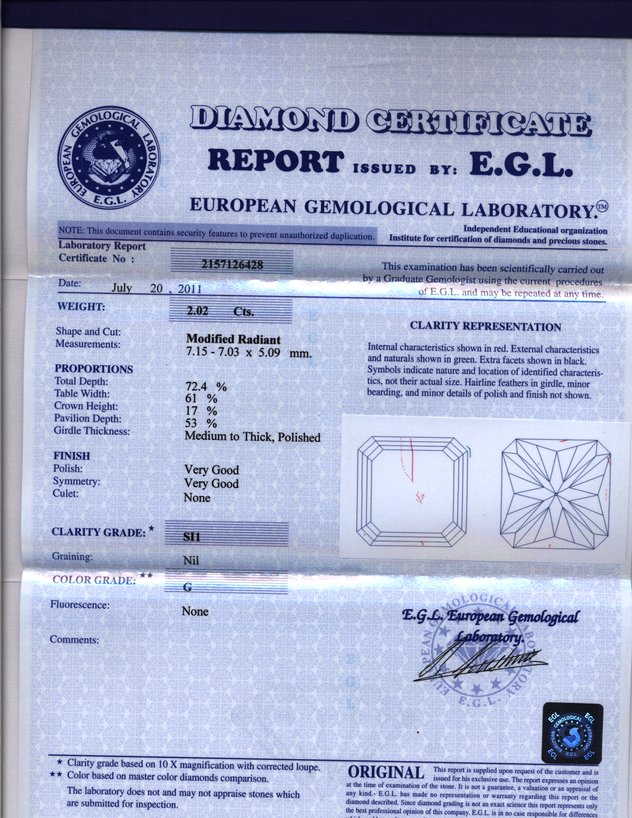 EUROPEAN GEMOLOGICAL LABORATORY
E.G.L.
DIAMOND CERTIFICATE
REPORT ISSUED BY: E.G.L.
EUROPEAN GEMOLOGICAL LABORATORY.™
NOTE: This document contains security features to prevent unauthorized duplication.
Independent Educational organization
Institute for certification of diamonds and precious stones.
Laboratory Report
Certificate No : 2157126428
This examination has been scientifically carried out
by a Graduate Gemologist using the current procedures
of E.G.L. and may be repeated at any time.
Date: July 20 , 2011
WEIGHT: 2.02 Cts.
Shape and Cut: Modified Radiant
Measurements: 7.15 - 7.03 x 5.09 mm.
PROPORTIONS
Total Depth: 72.4 %
Table Width: 61 %
Crown Height: 17 %
Pavilion Depth: 53 %
Girdle Thickness: Medium to Thick, Polished
FINISH
Polish: Very Good
Symmetry: Very Good
Culet: None
CLARITY GRADE: * SI1
Graining: Nil
COLOR GRADE: ** G
Fluorescence: None
Comments:
CLARITY REPRESENTATION
Internal characteristics shown in red. External characteristics
and naturals shown in green. Extra facets shown in black.
Symbols indicate nature and location of identified characteris-
tics, not their actual size. Hairline feathers in girdle, minor
bearding, and minor details of polish and finish not shown.
E.G.L. European Gemological
Laboratory.
EUROPEAN GEMOLOGICAL LABORATORY
E.G.L.
EGL EGL
EGL EGL
* Clarity grade based on 10 X magnification with corrected loupe.
** Color based on master color diamonds comparison.
The laboratory does not and may not appraise stones which
are submitted for inspection.
ORIGINAL This report is supplied upon request of the customer and is
issued for his exclusive use. The report expresses an opinion
at the time of examination of the stone. It is not a guarantee, a valuation or an appraisal of
any kind.- E.G.L. has made no representation or warranty regarding this report or the
diamond described. Since diamond grading is not an exact science this report represents only
the best professional opinion of this company. E.G.L. is in no case responsible for differences